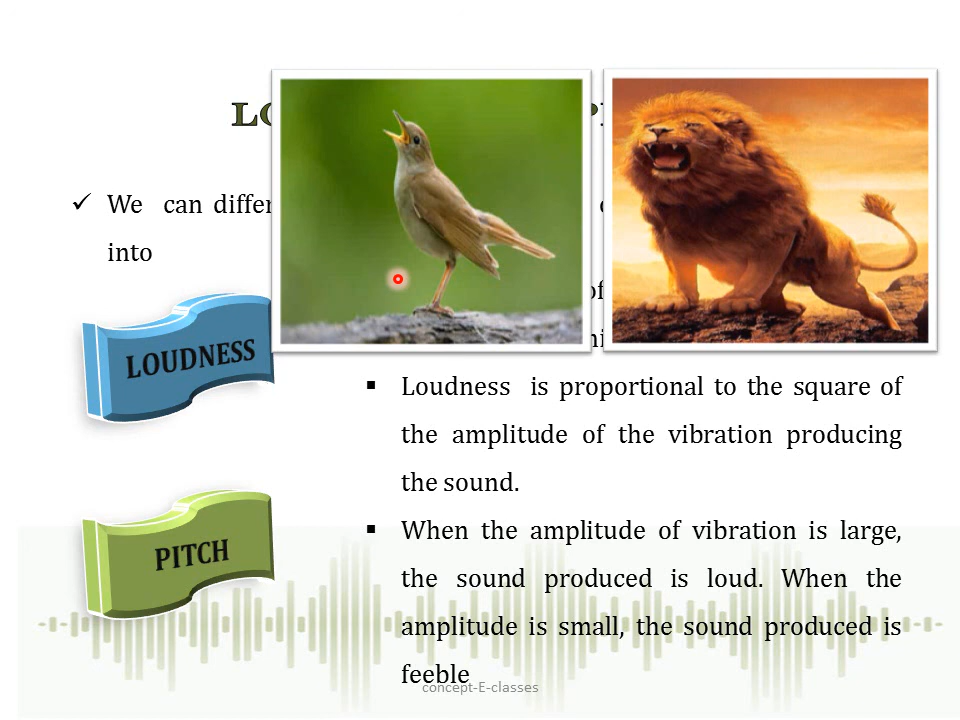 We can
into
LOUDNESS
Loudness is proportional to the square of
the amplitude of the vibration producing
the sound.
When the amplitude of vibration is large,
the sound produced is loud. When the
amplitude is small, the sound produced is
feeble
PITCH
concept-E-classes